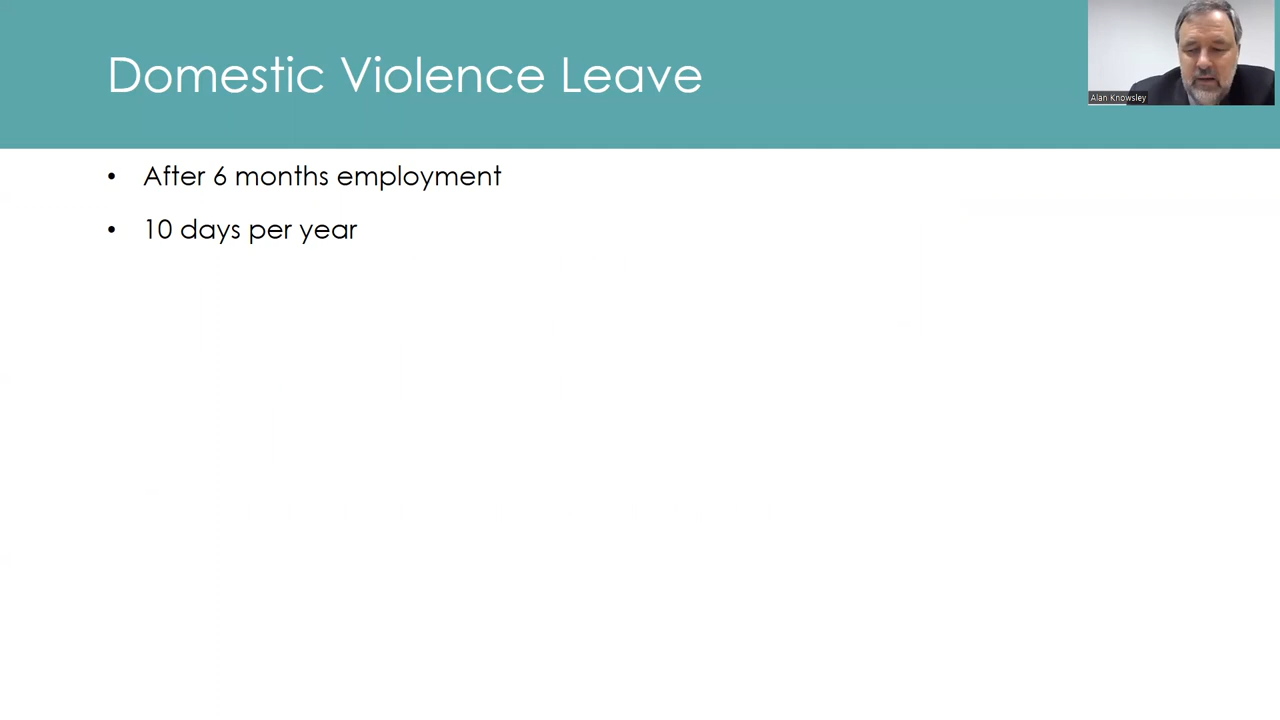 Domestic Violence Leave
Alan Knowsley
• After 6 months employment
• 10 days per year